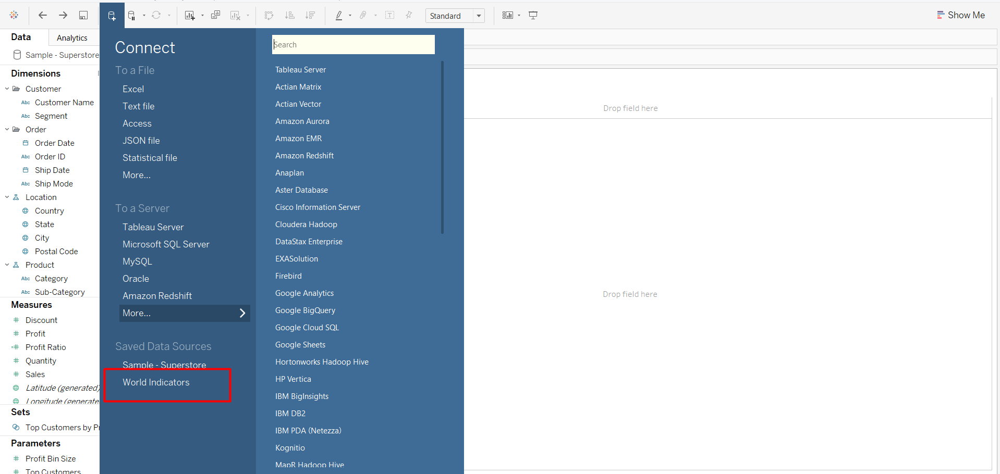 Standard
Show Me
Data
Analytics
Sample - Superstore
Dimensions
Customer
Abc Customer Name
Abc Segment
Order
Order Date
Abc Order ID
Ship Date
Abc Ship Mode
Location
Country
State
City
Postal Code
Product
Abc Category
Abc Sub-Category
Measures
# Discount
# Profit
=# Profit Ratio
# Quantity
# Sales
Latitude (generated)
Longitude (generate
Sets
Top Customers by Pr
Parameters
# Profit Bin Size
# Top Customers
Connect
To a File
Excel
Text file
Access
JSON file
Statistical file
More...
To a Server
Tableau Server
Microsoft SQL Server
MySQL
Oracle
Amazon Redshift
More...
Saved Data Sources
Sample - Superstore
World Indicators
Search
Tableau Server
Actian Matrix
Actian Vector
Amazon Aurora
Amazon EMR
Amazon Redshift
Anaplan
Aster Database
Cisco Information Server
Cloudera Hadoop
DataStax Enterprise
EXASolution
Firebird
Google Analytics
Google BigQuery
Google Cloud SQL
Google Sheets
Hortonworks Hadoop Hive
HP Vertica
IBM BigInsights
IBM DB2
IBM PDA (Netezza)
Kognitio
MapR Hadoop Hive
Drop field here
Drop field here